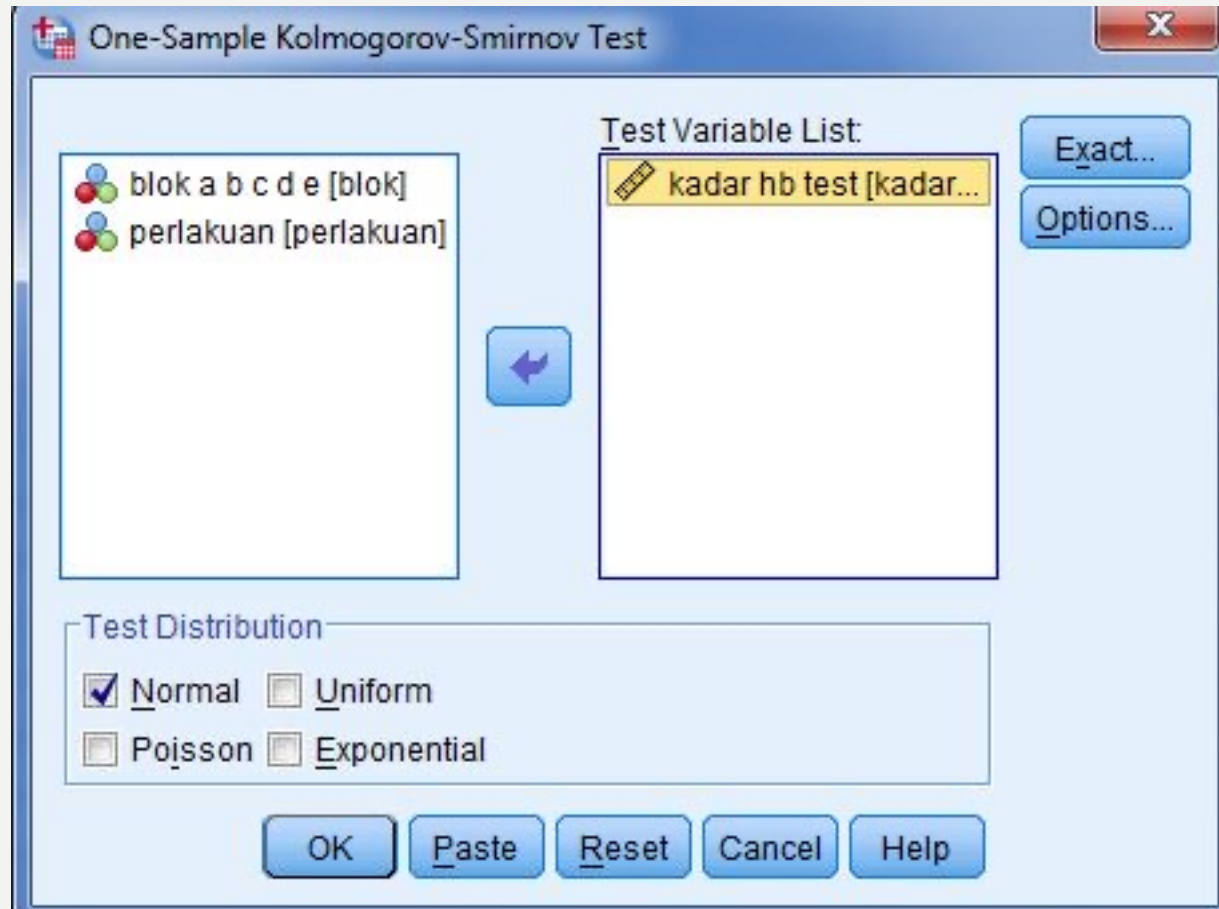 One-Sample Kolmogorov-Smirnov Test
Test Variable List:
blok a b c d e [blok]
perlakuan [perlakuan]
kadar hb test [kadar...
Exact...
Options...
Test Distribution
Normal Uniform
Poisson Exponential
OK Paste Reset Cancel Help